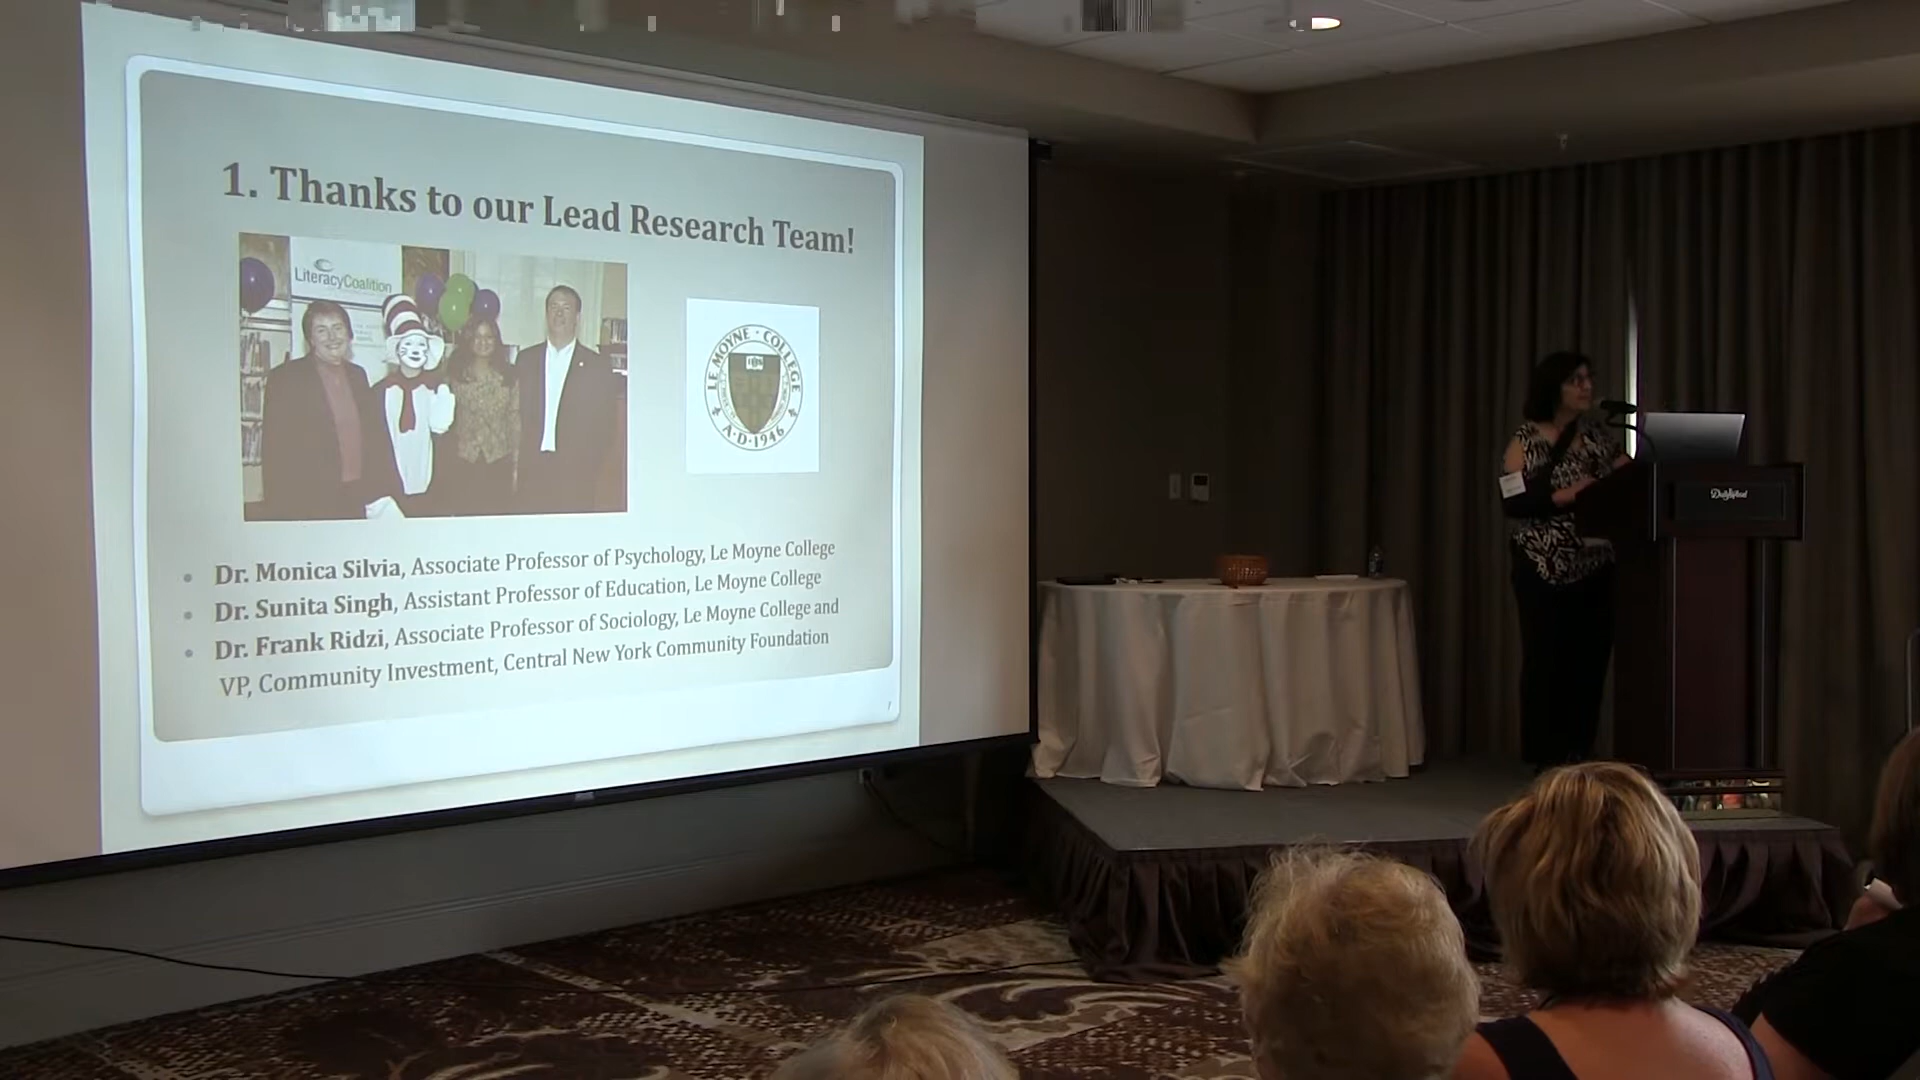 1. Thanks to our Lead Research Team!
LiteracyCoalition
LE MOYNE · COLLEGE
A·D·1946
Dr. Monica Silvia, Associate Professor of Psychology, Le Moyne College
Dr. Sunita Singh, Assistant Professor of Education, Le Moyne College
Dr. Frank Ridzi, Associate Professor of Sociology, Le Moyne College and
VP, Community Investment, Central New York Community Foundation
7
DoubleTree